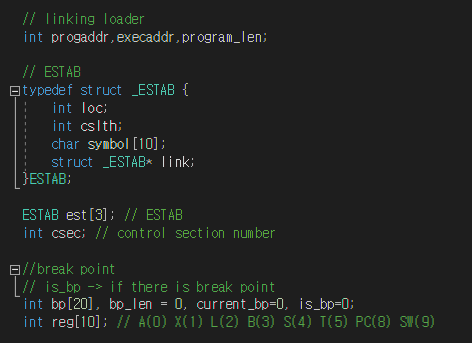 // linking loader
int progaddr,execaddr,program_len;
// ESTAB
typedef struct _ESTAB {
int loc;
int cslth;
char symbol[10];
struct _ESTAB* link;
}ESTAB;
ESTAB est[3]; // ESTAB
int csec; // control section number
//break point
// is_bp -> if there is break point
int bp[20], bp_len = 0, current_bp=0, is_bp=0;
int reg[10]; // A(0) X(1) L(2) B(3) S(4) T(5) PC(8) SW(9)